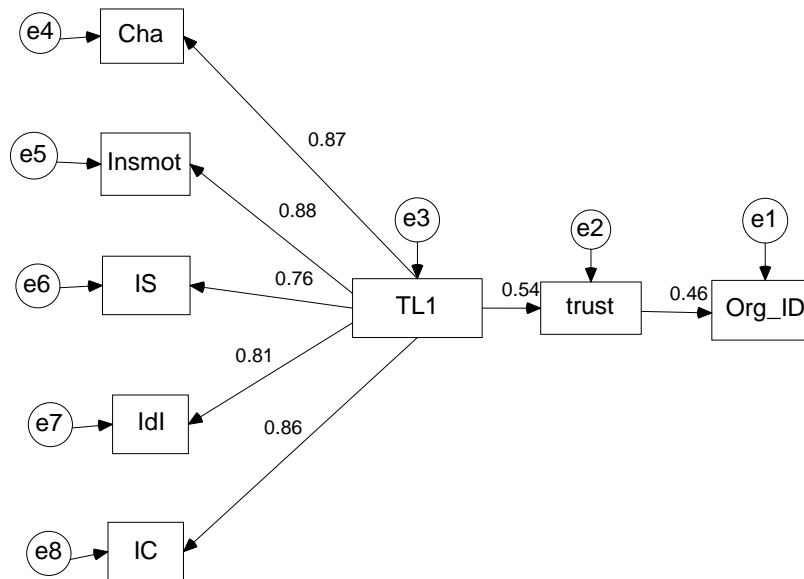 e4
Cha
0.87
e5
Insmot
0.88
e3
e2
e1
e6
IS
0.76
TL1
0.54
trust
0.46
Org_ID
0.81
e7
IdI
0.86
e8
IC